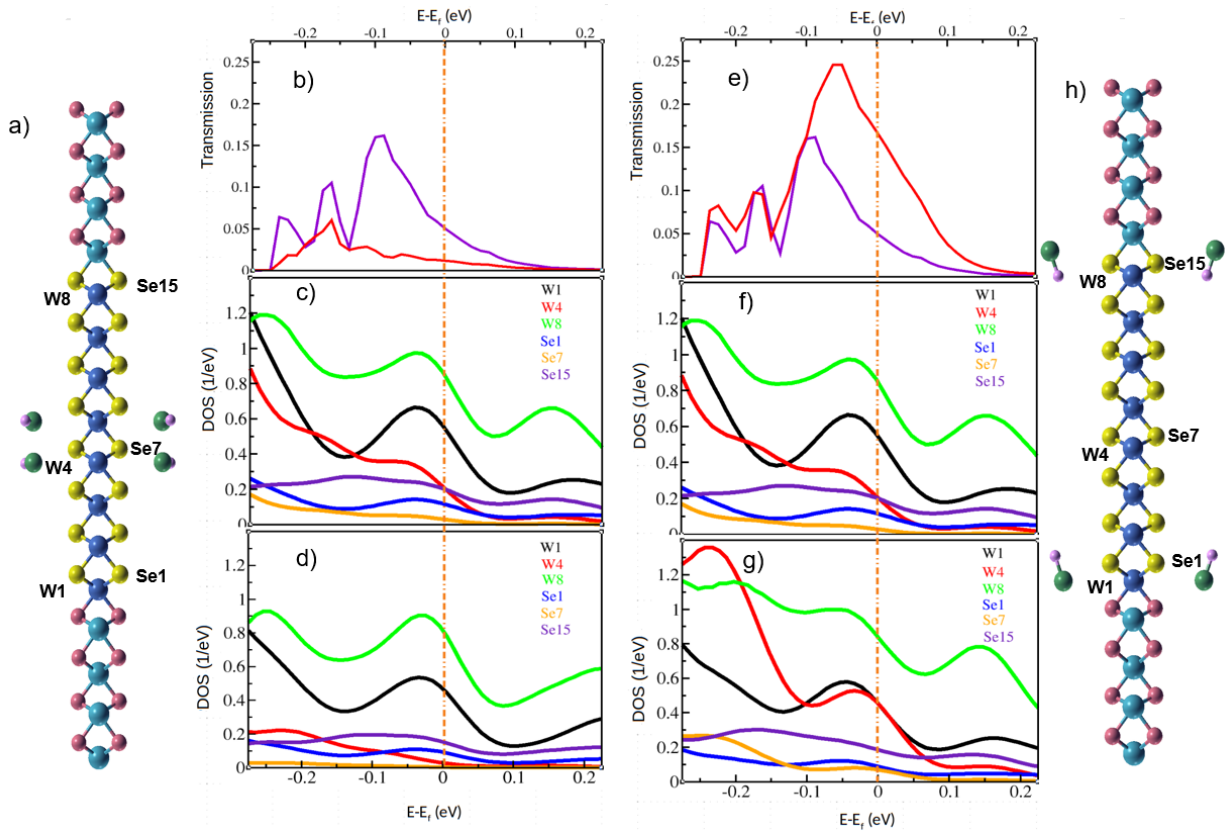 a)
W8
Se15
Se7
W4
Se1
W1
E-E_f (eV)
-0.2 -0.1 0 0.1 0.2
b)
Transmission
0.25
0.2
0.15
0.1
0.05
0
c)
W1
W4
W8
Se1
Se7
Se15
DOS (1/eV)
1.2
1
0.8
0.6
0.4
0.2
0
d)
W1
W4
W8
Se1
Se7
Se15
DOS (1/eV)
1
0.8
0.6
0.4
0.2
0
-0.2 -0.1 0 0.1 0.2
E-E_f (eV)
E-E, (eV)
-0.2 -0.1 0 0.1 0.2
e)
Transmission
0.25
0.2
0.15
0.1
0.05
0
f)
W1
W4
W8
Se1
Se7
Se15
DOS (1/eV)
1.2
1
0.8
0.6
0.4
0.2
0
g)
W1
W4
W8
Se1
Se7
Se15
DOS (1/eV)
1.2
1
0.8
0.6
0.4
0.2
0
-0.2 -0.1 0 0.1 0.2
E-E_f (eV)
h)
Se15
W8
Se7
W4
Se1
W1